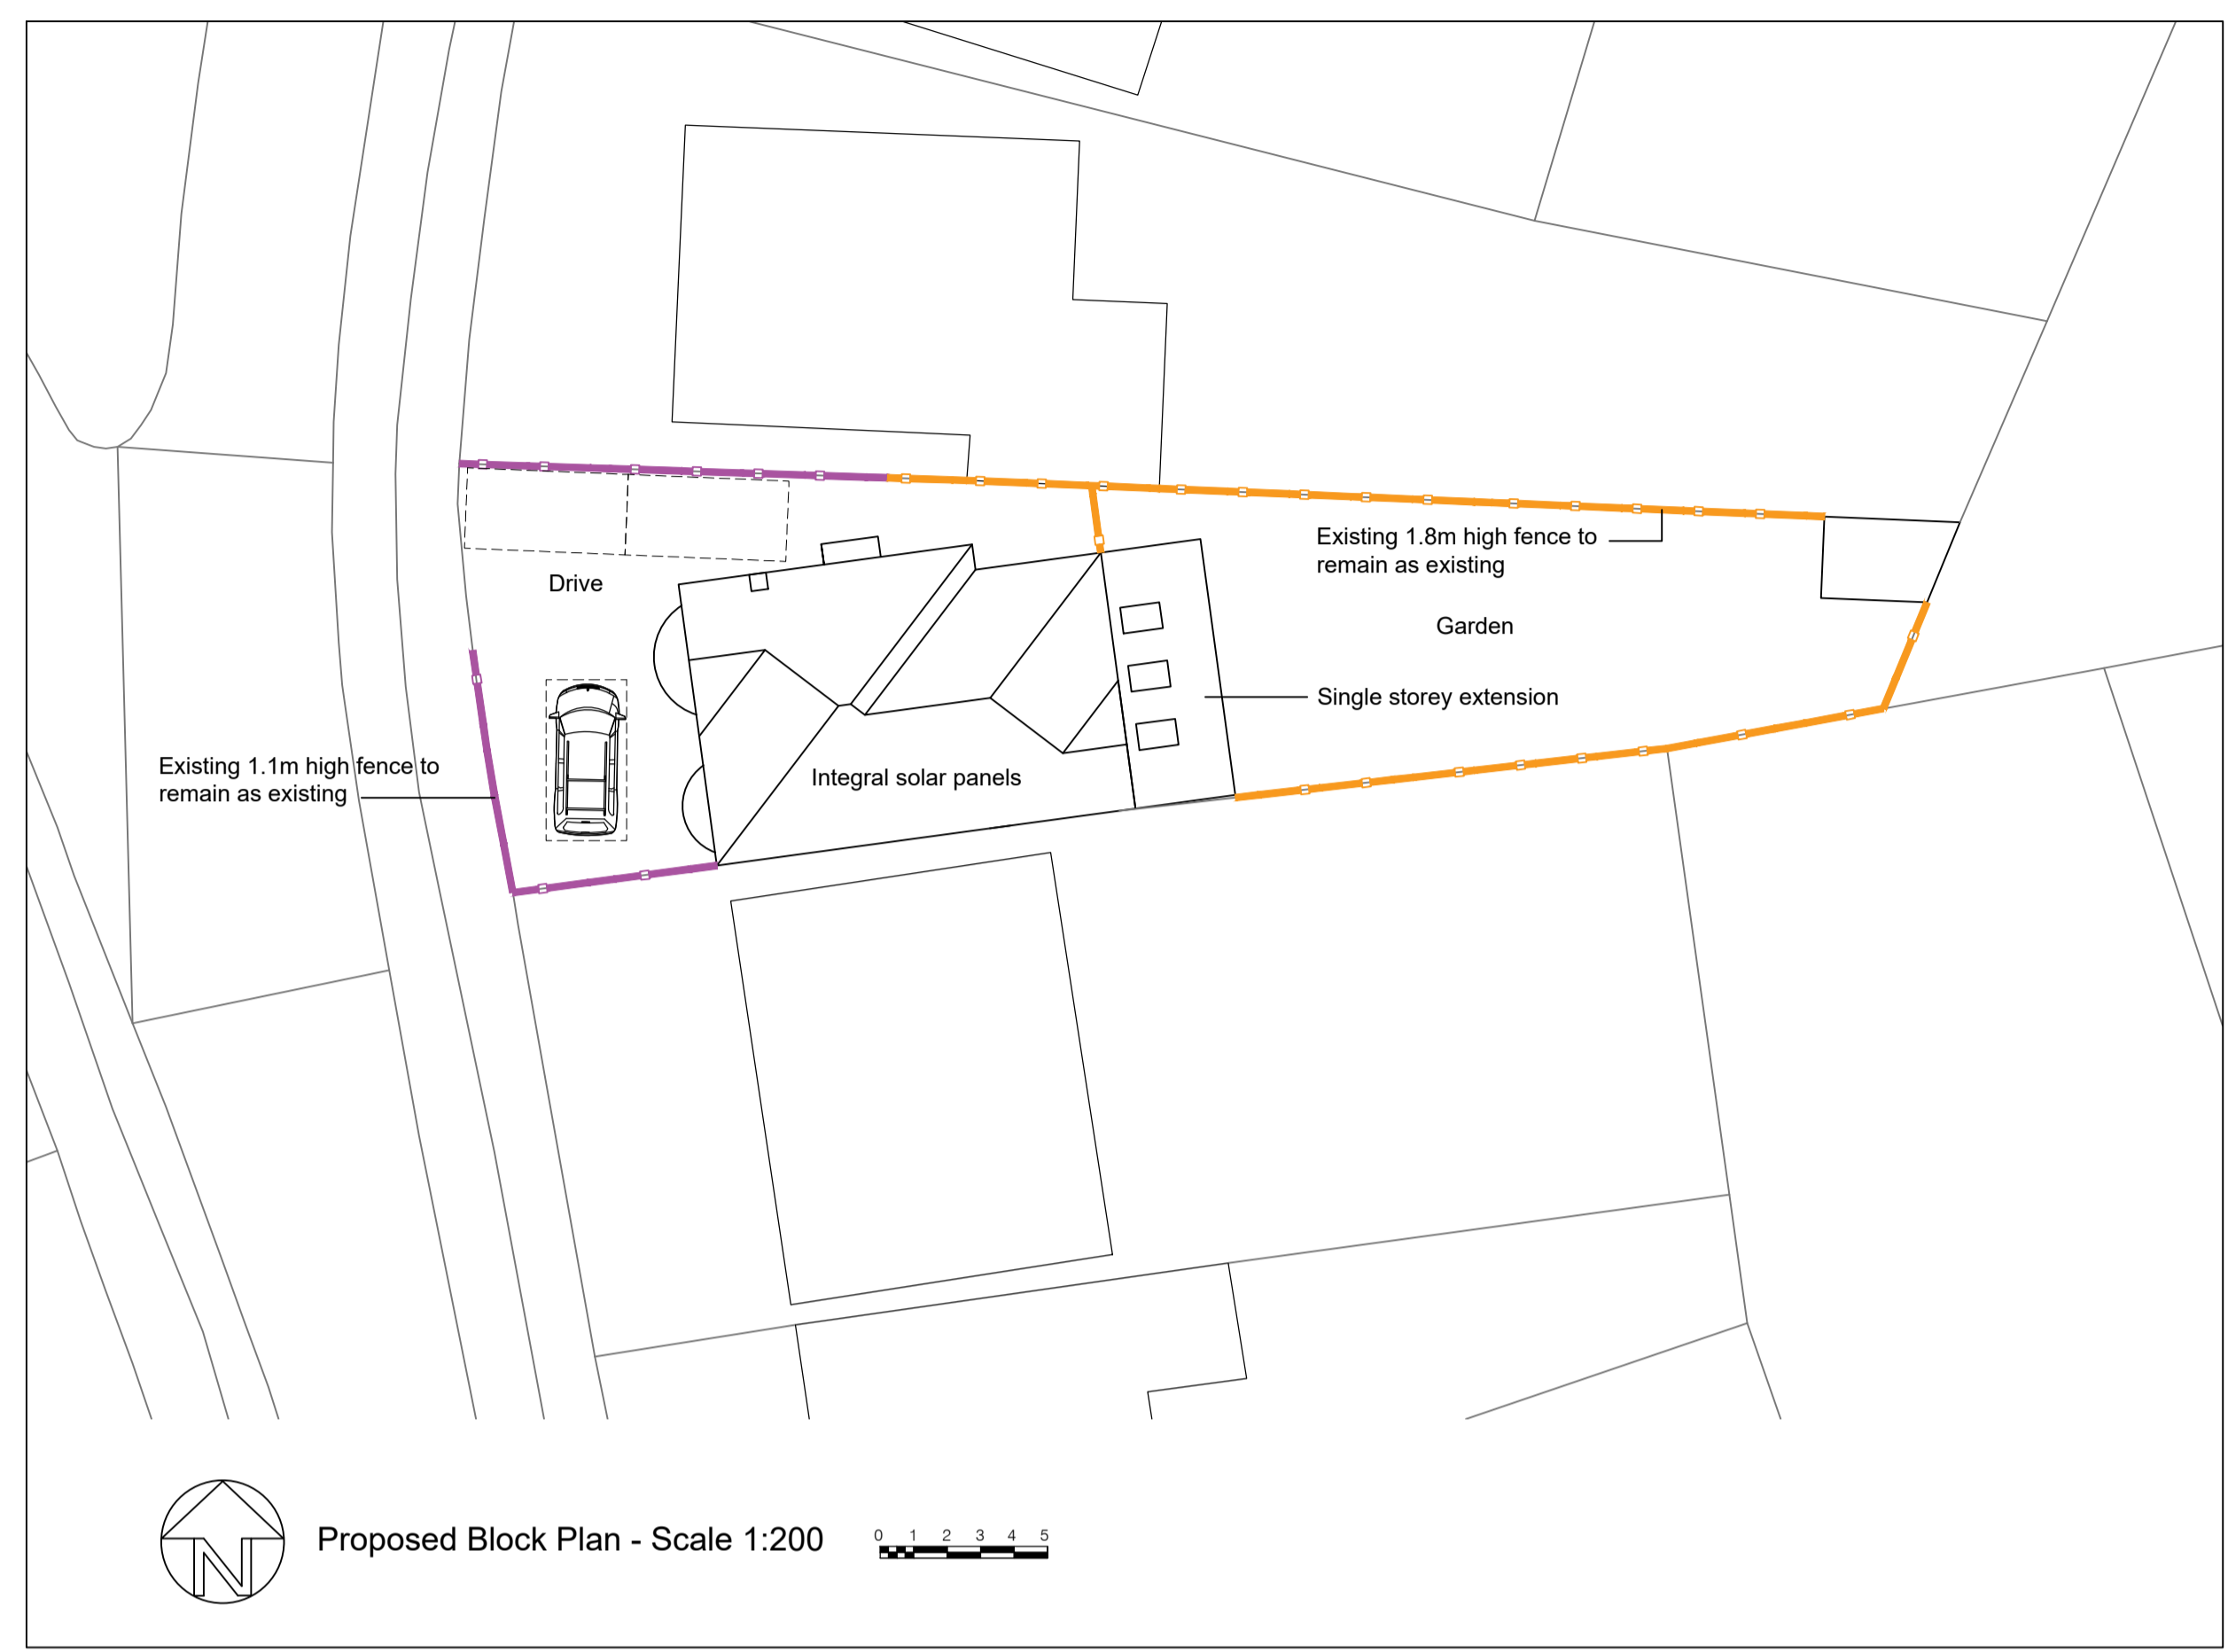 Existing 1.8m high fence to
remain as existing
Drive
Garden
Single storey extension
Existing 1.1m high fence to
remain as existing
Integral solar panels
N
Proposed Block Plan - Scale 1:200
0 1 2 3 4 5